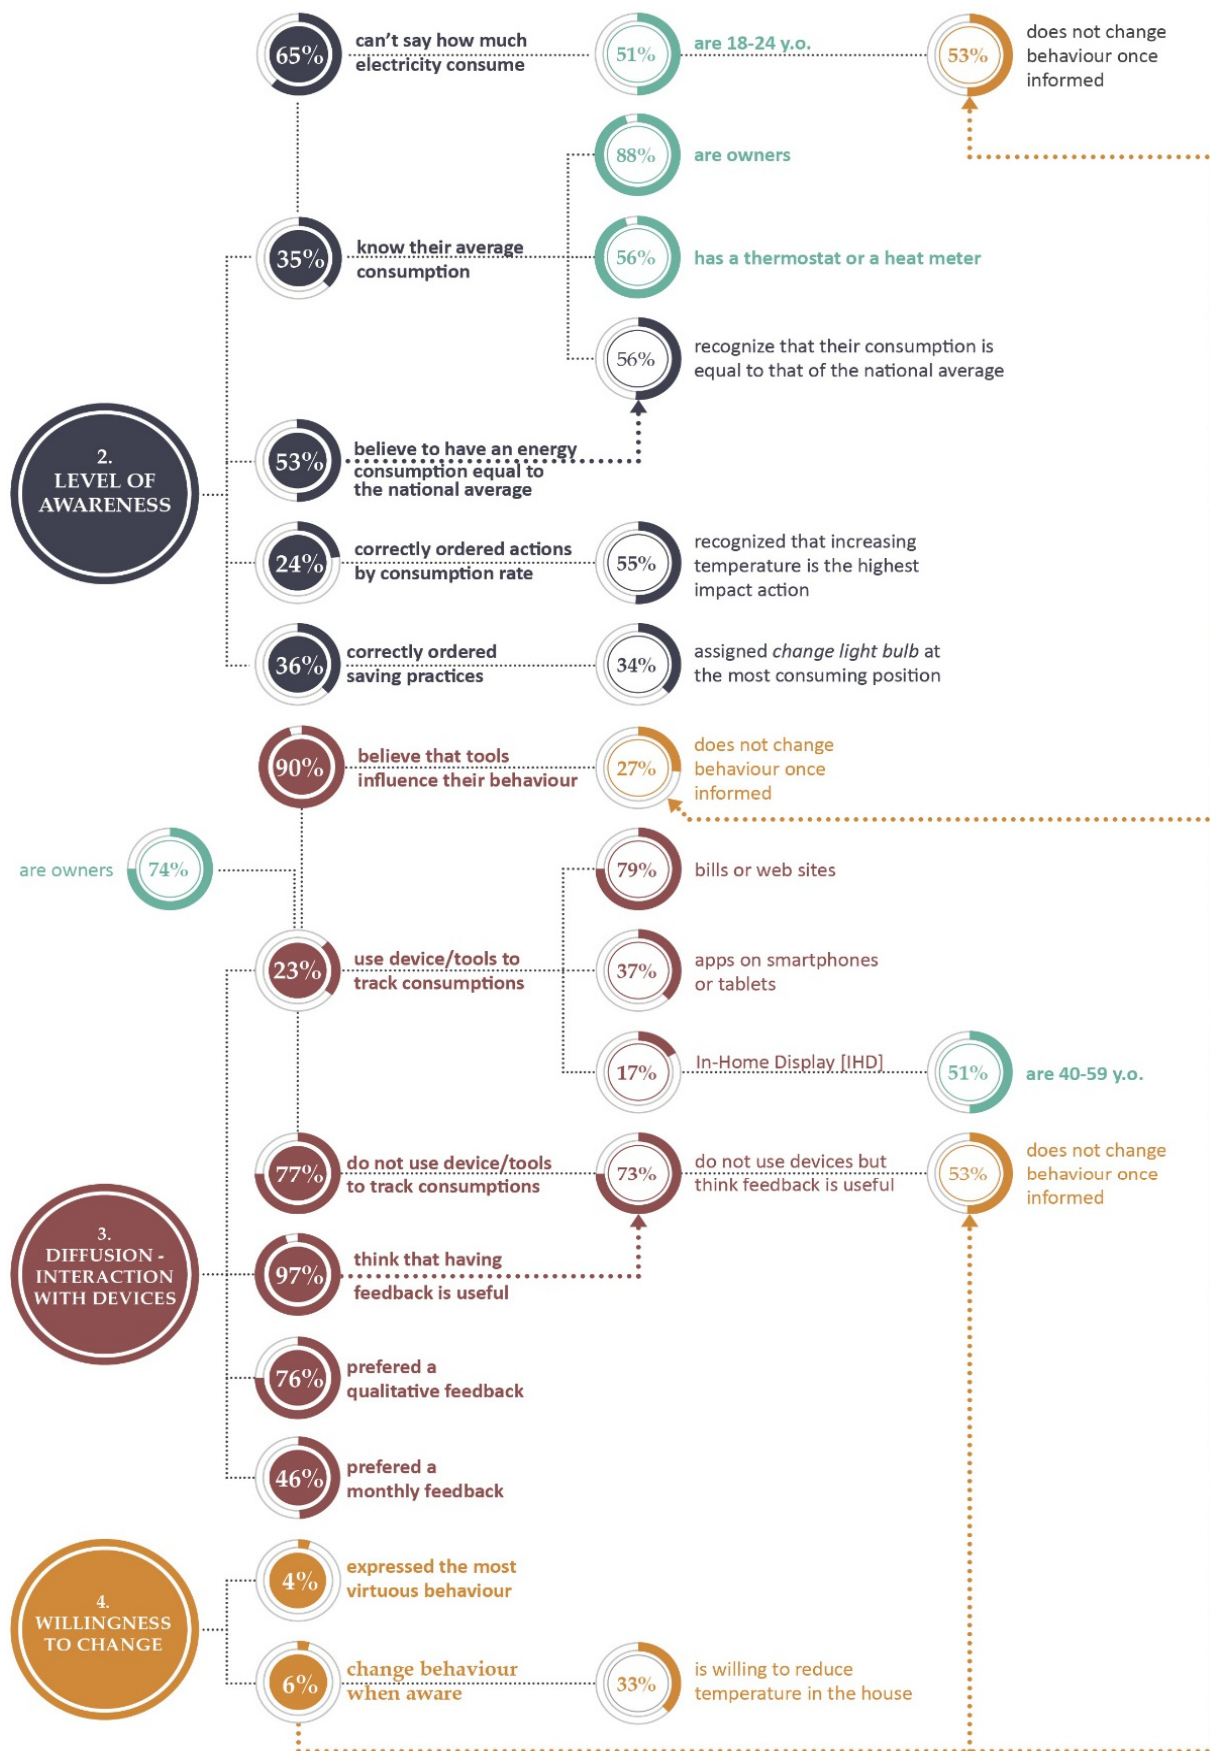 65%
can't say how much
electricity consume
51%
are 18-24 y.o.
53%
does not change
behaviour once
informed
88%
are owners
35%
know their average
consumption
56%
has a thermostat or a heat meter
56%
recognize that their consumption is
equal to that of the national average
2.
LEVEL OF
AWARENESS
53%
believe to have an energy
consumption equal to
the national average
24%
correctly ordered actions
by consumption rate
55%
recognized that increasing
temperature is the highest
impact action
36%
correctly ordered
saving practices
34%
assigned change light bulb at
the most consuming position
90%
believe that tools
influence their behaviour
27%
does not change
behaviour once
informed
are owners
74%
79%
bills or web sites
23%
use device/tools to
track consumptions
37%
apps on smartphones
or tablets
17%
In-Home Display [IHD]
51%
are 40-59 y.o.
77%
do not use device/tools
to track consumptions
73%
do not use devices but
think feedback is useful
53%
does not change
behaviour once
informed
3.
DIFFUSION -
INTERACTION
WITH DEVICES
97%
think that having
feedback is useful
76%
prefered a
qualitative feedback
46%
prefered a
monthly feedback
4.
WILLINGNESS
TO CHANGE
4%
expressed the most
virtuous behaviour
6%
change behaviour
when aware
33%
is willing to reduce
temperature in the house